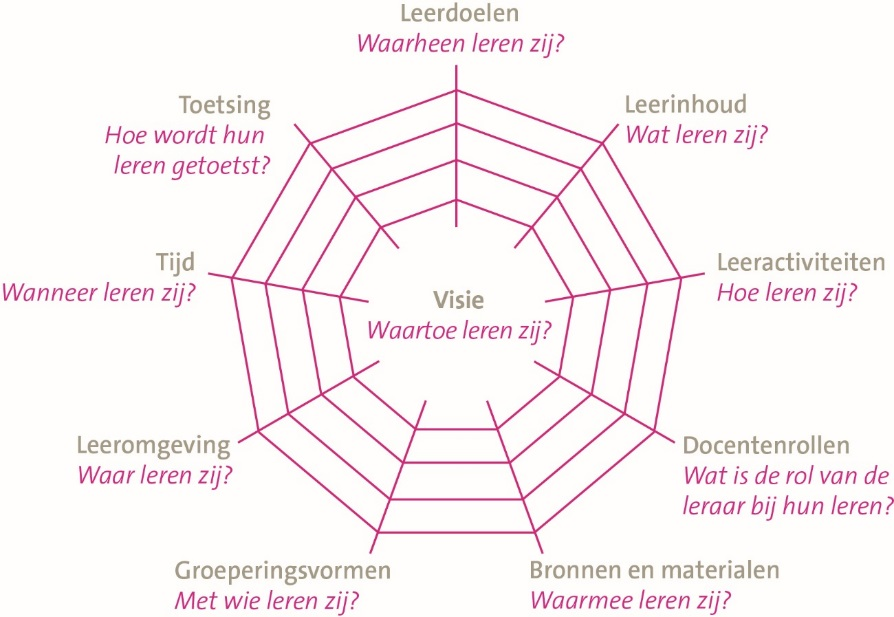 Leerdoelen
Waarheen leren zij?
Leerinhoud
Wat leren zij?
Leeractiviteiten
Hoe leren zij?
Docentenrollen
Wat is de rol van de
leraar bij hun leren?
Bronnen en materialen
Waarmee leren zij?
Groeperingsvormen
Met wie leren zij?
Leeromgeving
Waar leren zij?
Tijd
Wanneer leren zij?
Toetsing
Hoe wordt hun
leren getoetst?
Visie
Waartoe leren zij?